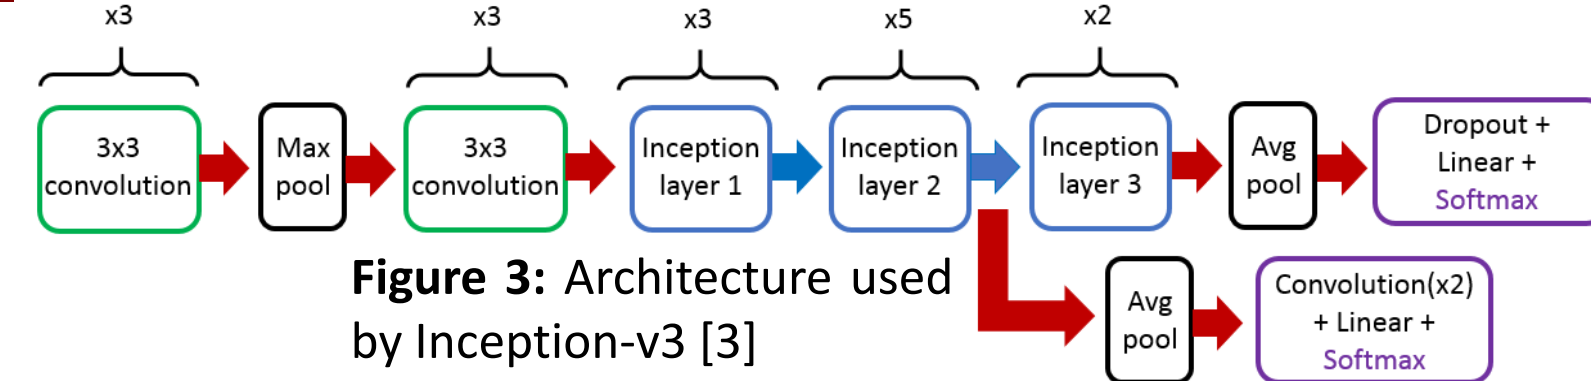 x3
x3
x3
x5
x2
3x3
convolution
Max
pool
3x3
convolution
Inception
layer 1
Inception
layer 2
Inception
layer 3
Avg
pool
Dropout +
Linear +
Softmax
Avg
pool
Convolution(x2)
+ Linear +
Softmax
Figure 3: Architecture used
by Inception-v3 [3]